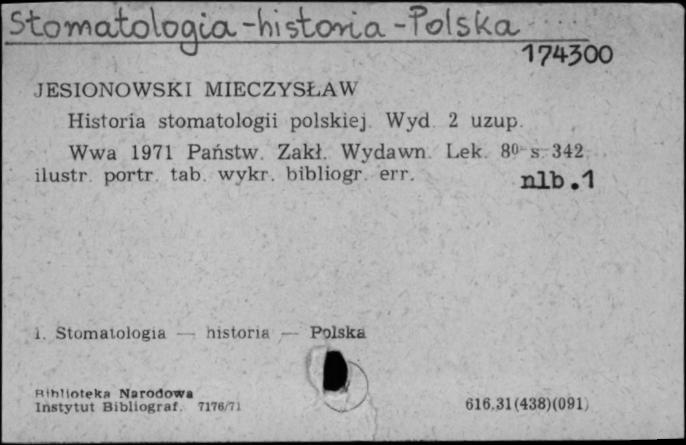 Stomatologia-historia-Polska
174300
JESIONOWSKI MIECZYSŁAW
Historia stomatologii polskiej. Wyd. 2 uzup.
Wwa 1971 Państw. Zakł. Wydawn. Lek. 8⁰ s. 342
ilustr. portr. tab. wykr. bibliogr. err. nlb.1
1. Stomatologia — historia — Polska
Biblioteka Narodowa
Instytut Bibliograf. 7176/71
616.31(438)(091)